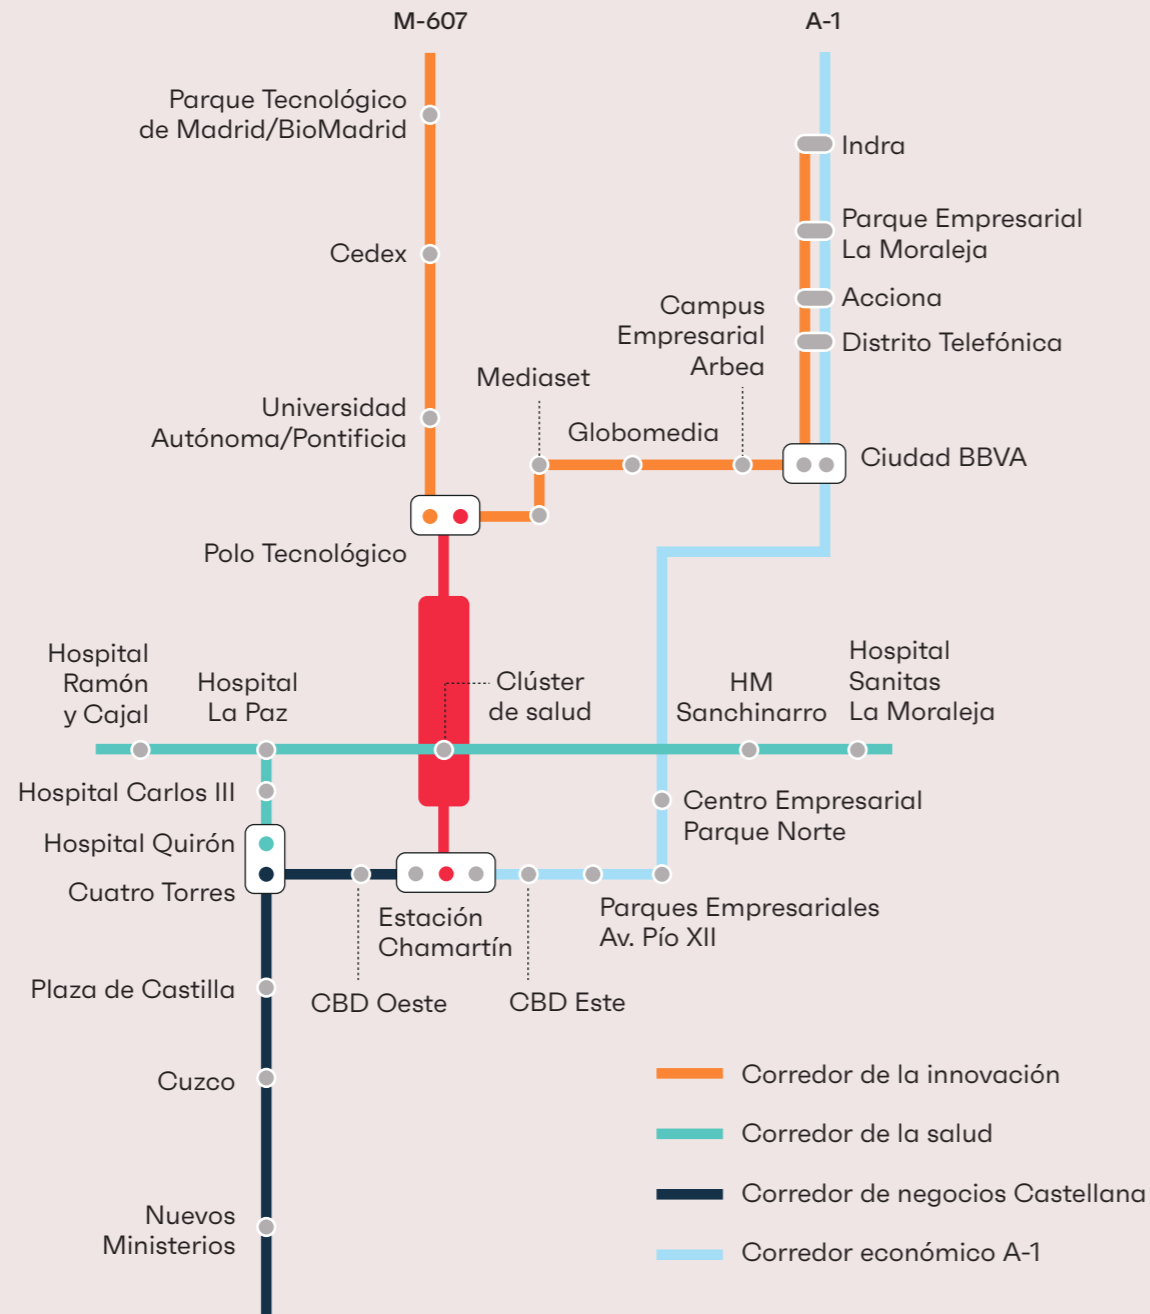 M-607
A-1
Parque Tecnológico
de Madrid/BioMadrid
Indra
Parque Empresarial
La Moraleja
Cedex
Acciona
Campus
Empresarial
Arbea
Distrito Telefónica
Mediaset
Universidad
Autónoma/Pontificia
Globomedia
Ciudad BBVA
Polo Tecnológico
Hospital
Ramón
y Cajal
Hospital
La Paz
Clúster
de salud
HM
Sanchinarro
Hospital
Sanitas
La Moraleja
Hospital Carlos III
Centro Empresarial
Parque Norte
Hospital Quirón
Cuatro Torres
Estación
Chamartín
Parques Empresariales
Av. Pío XII
Plaza de Castilla
CBD Oeste
CBD Este
Cuzco
Corredor de la innovación
Corredor de la salud
Corredor de negocios Castellana
Nuevos
Ministerios
Corredor económico A-1